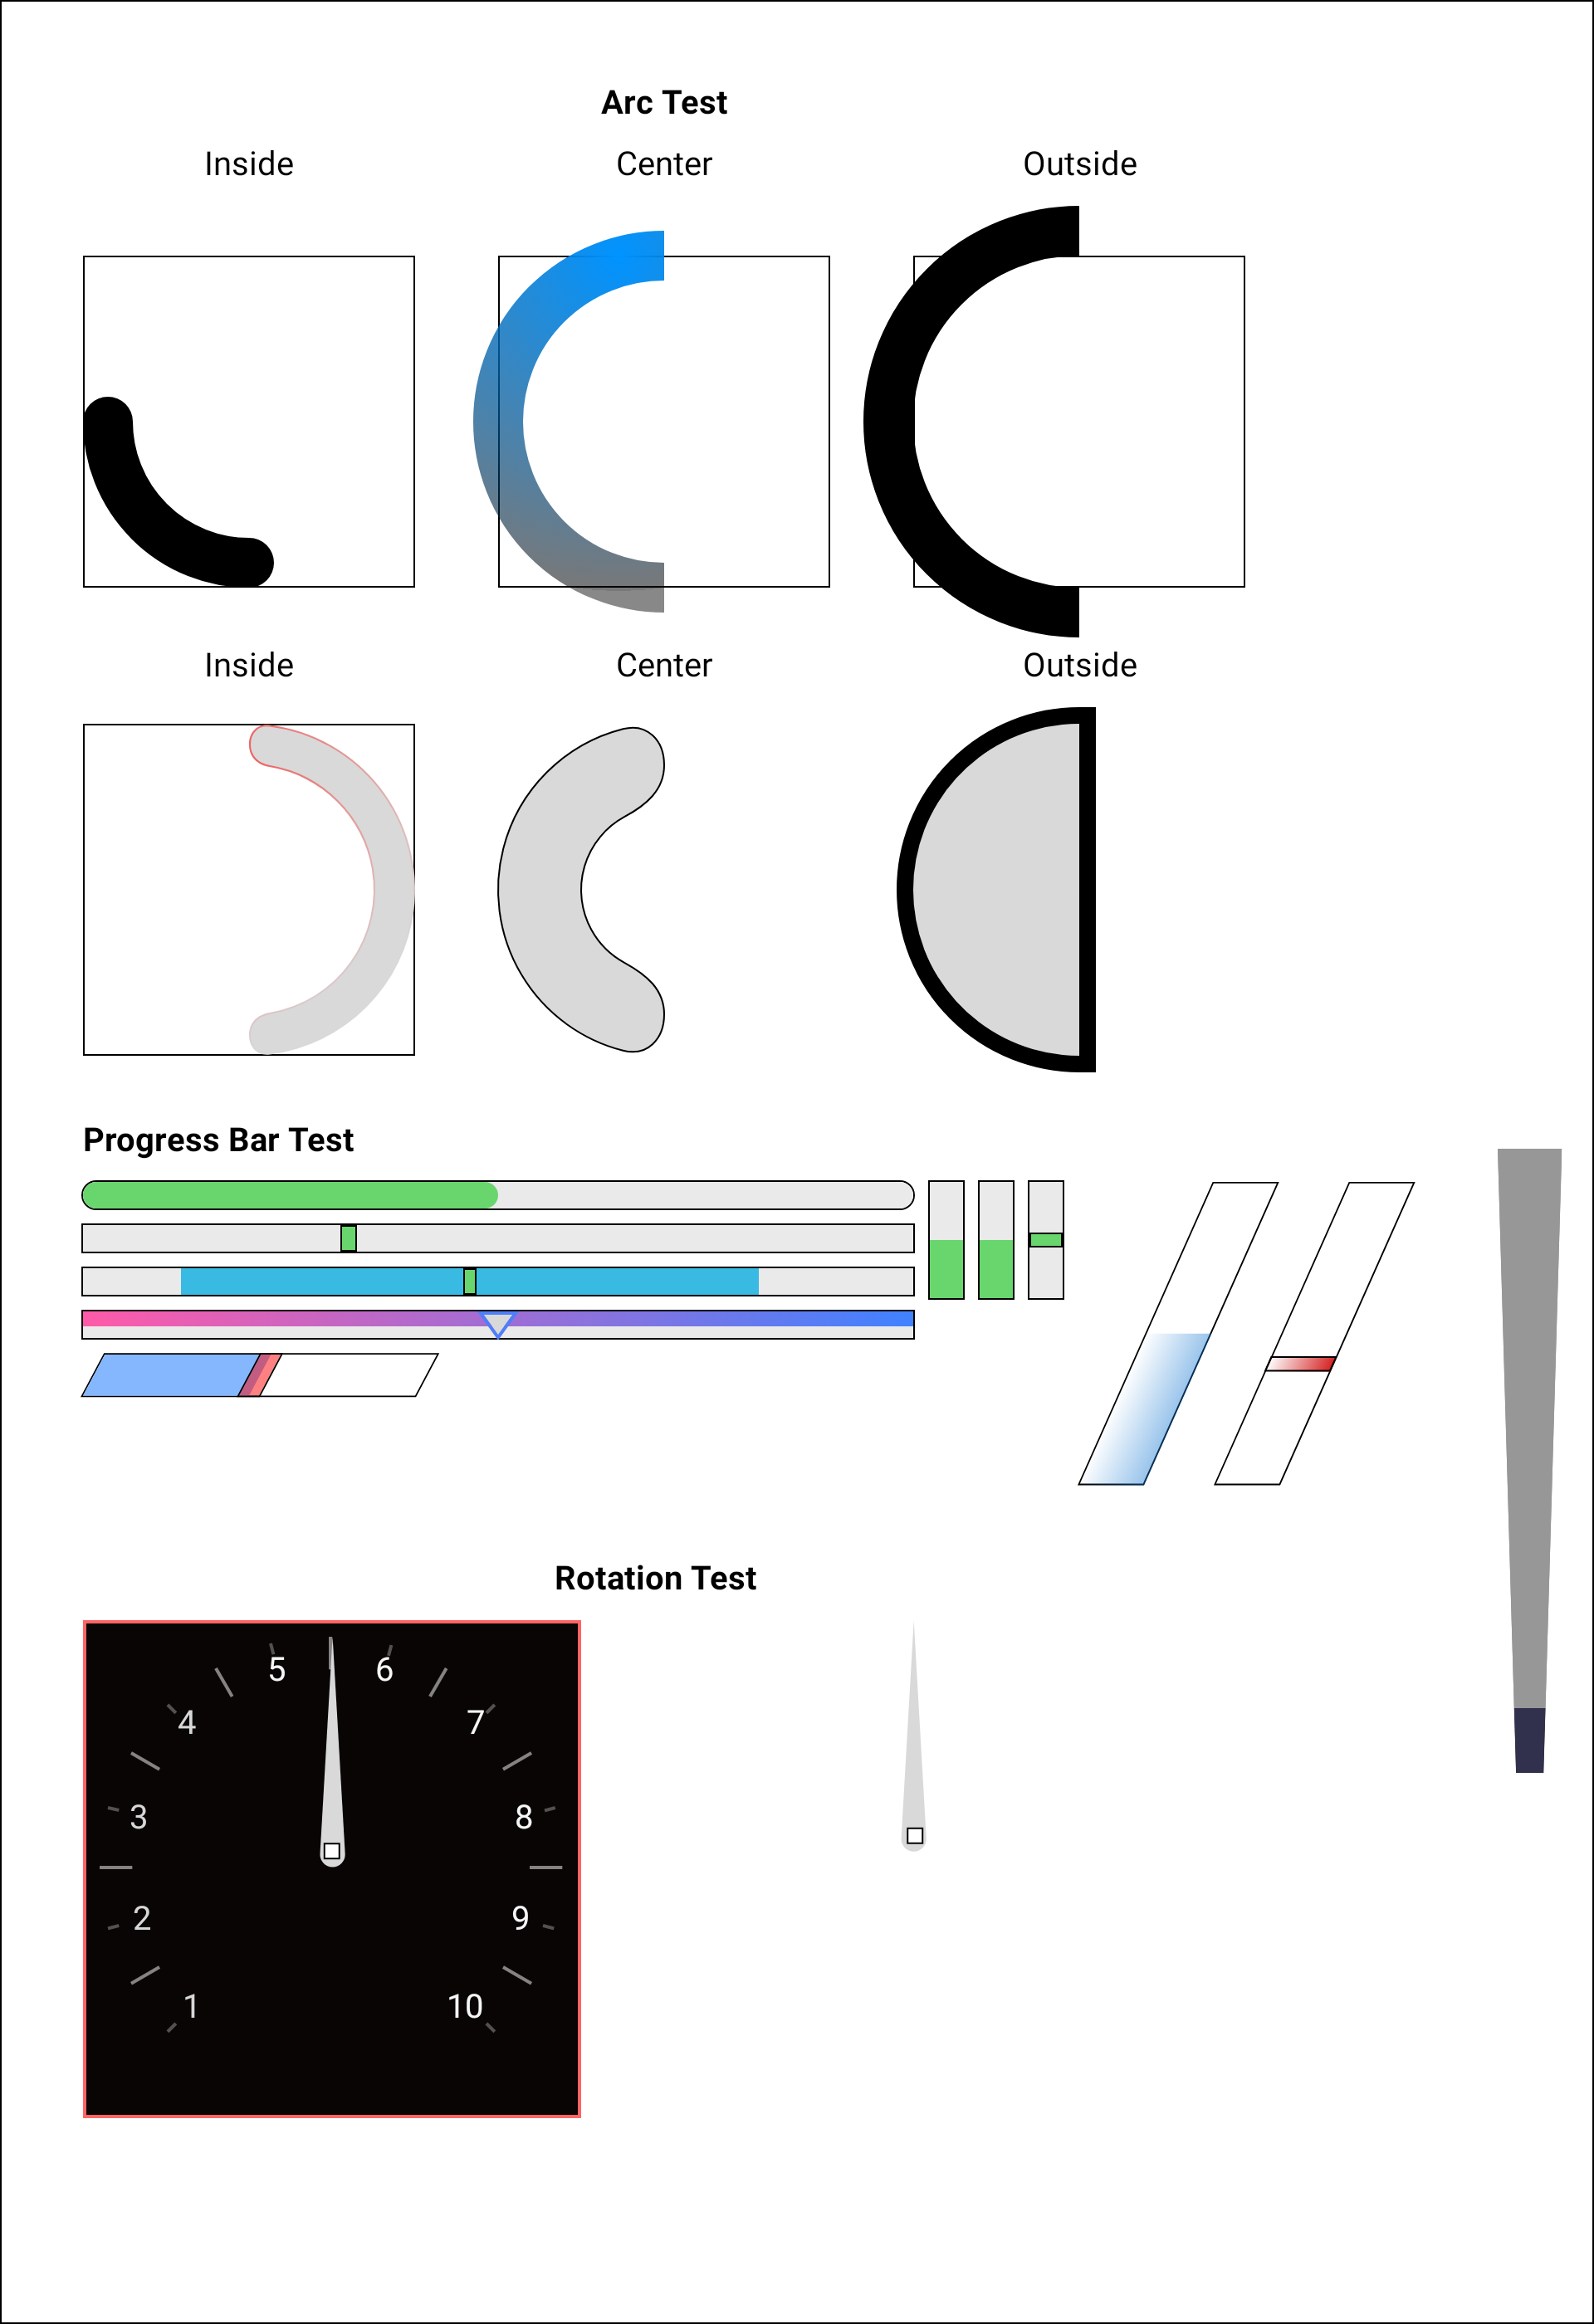 Arc Test
Inside Center Outside
Inside Center Outside
Progress Bar Test
Rotation Test
5 6
4 7
3 8
2 9
1 10